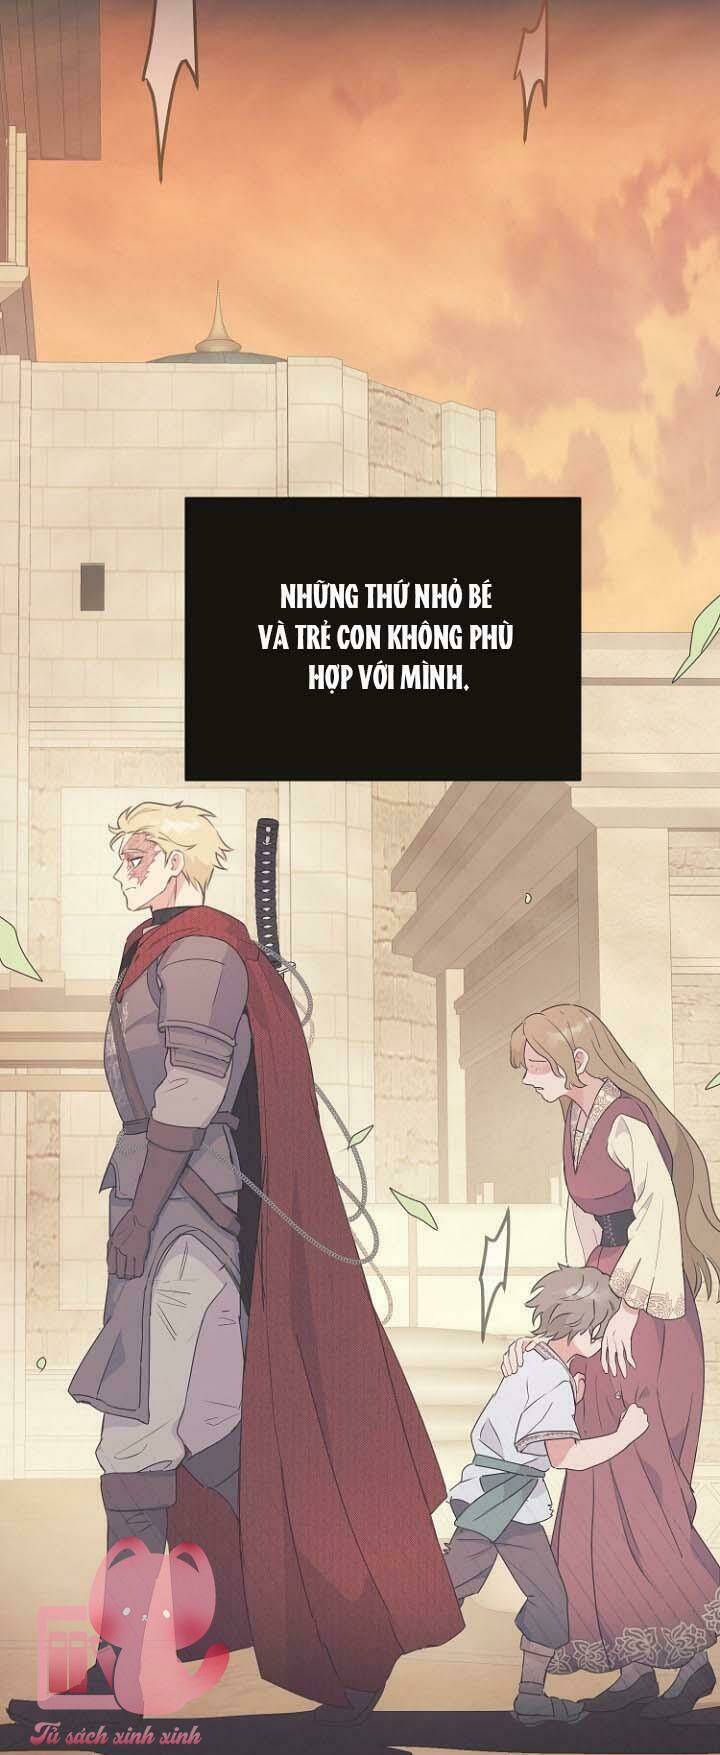 NHỮNG THỨ NHỎ BÉ
VÀ TRẺ CON KHÔNG PHÙ
HỢP VỚI MÌNH.
Tủ sách xinh xinh